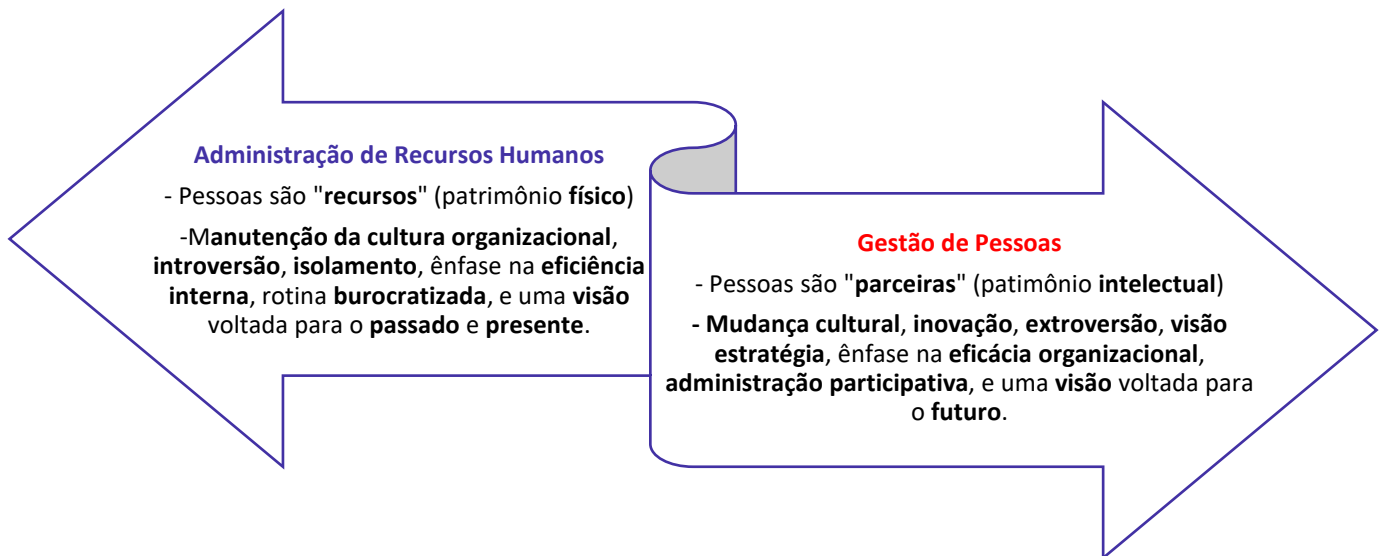 Administração de Recursos Humanos
- Pessoas são "recursos" (patrimônio físico)
-Manutenção da cultura organizacional,
introversão, isolamento, ênfase na eficiência
interna, rotina burocratizada, e uma visão
voltada para o passado e presente.
Gestão de Pessoas
- Pessoas são "parceiras" (patimônio intelectual)
- Mudança cultural, inovação, extroversão, visão
estratégia, ênfase na eficácia organizacional,
administração participativa, e uma visão voltada para
o futuro.